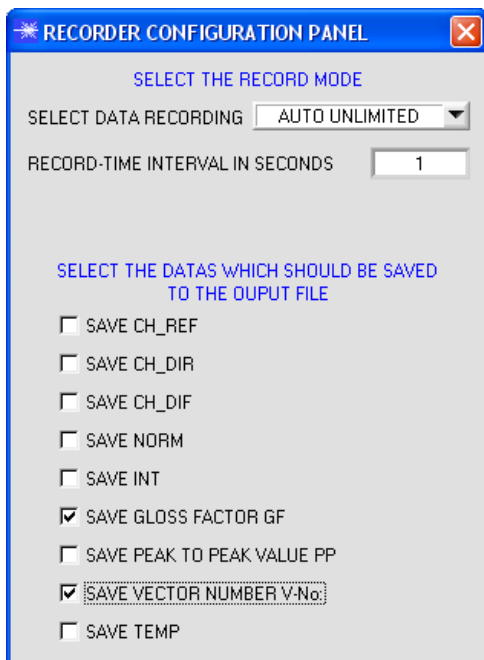 RECORDER CONFIGURATION PANEL
SELECT THE RECORD MODE
SELECT DATA RECORDING AUTO UNLIMITED
RECORD-TIME INTERVAL IN SECONDS 1
SELECT THE DATAS WHICH SHOULD BE SAVED
TO THE OUPUT FILE
SAVE CH_REF
SAVE CH_DIR
SAVE CH_DIF
SAVE NORM
SAVE INT
SAVE GLOSS FACTOR GF
SAVE PEAK TO PEAK VALUE PP
SAVE VECTOR NUMBER V-No:
SAVE TEMP